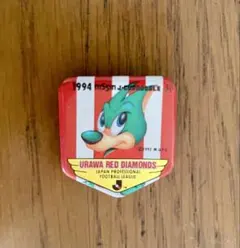 1994
URAWA RED DIAMONDS
JAPAN PROFESSIONAL
FOOTBALL LEAGUE
J